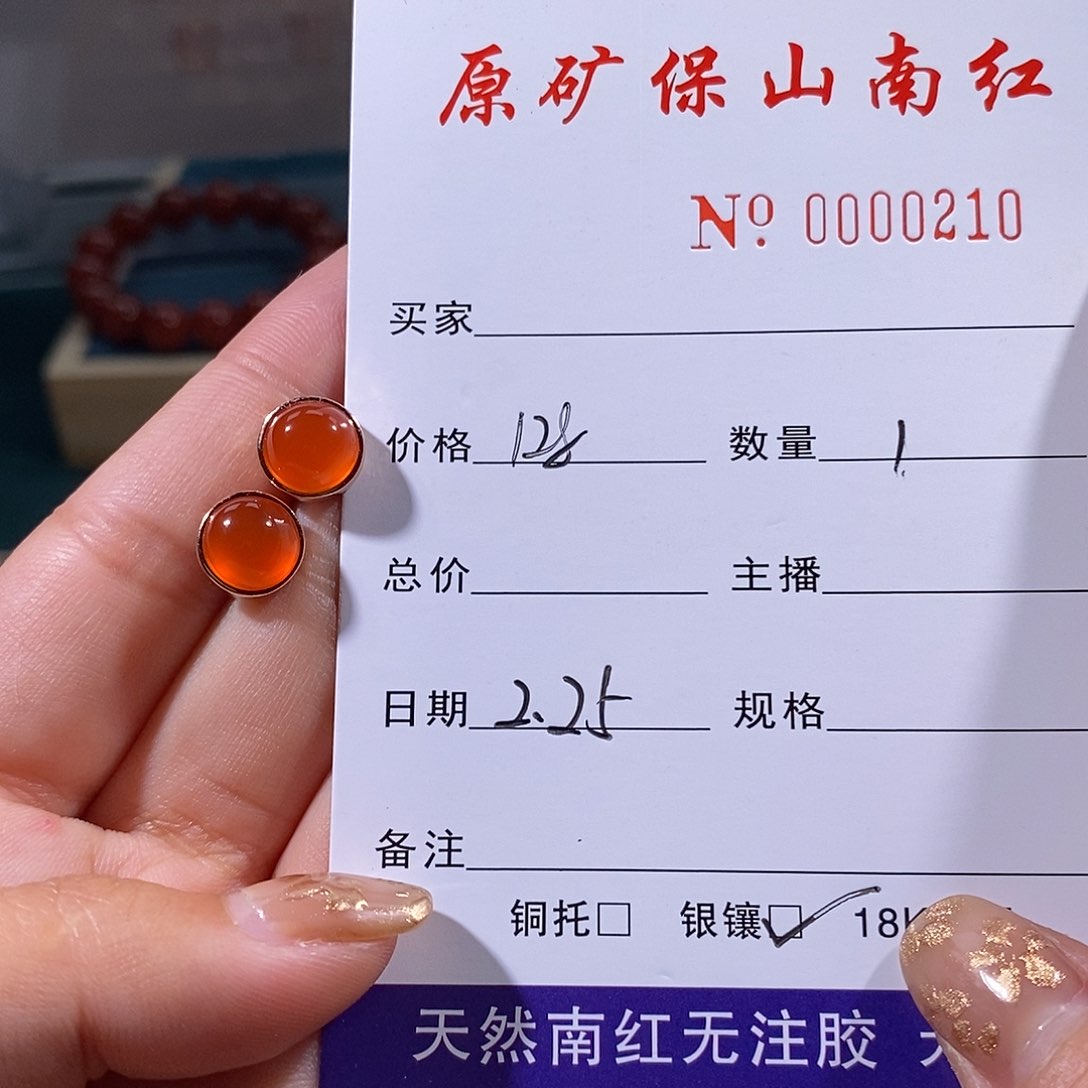 原矿保山南红
Nº 0000210
买家
价格 128 数量 1
总价 主播
日期 2.25 规格
备注
铜托□ 银镶☑ 18K
天然南红无注胶